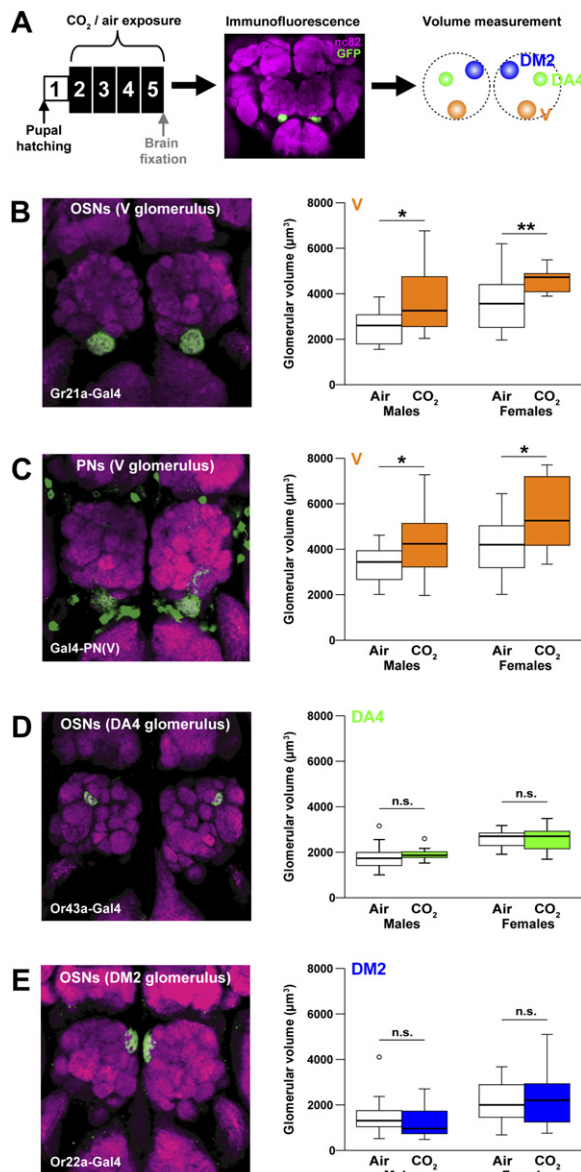 A
CO2 / air exposure
Immunofluorescence
Volume measurement
1 2 3 4 5
Pupal hatching
Brain fixation
nc82
GFP
DM2
DA4
V
B
OSNs (V glomerulus)
Gr21a-Gal4
V
Glomerular volume (µm³)
8000
6000
4000
2000
0
*
**
Air CO2 Air CO2
Males Females
C
PNs (V glomerulus)
Gal4-PN(V)
V
Glomerular volume (µm³)
8000
6000
4000
2000
0
*
*
Air CO2 Air CO2
Males Females
D
OSNs (DA4 glomerulus)
Or43a-Gal4
DA4
Glomerular volume (µm³)
8000
6000
4000
2000
0
n.s.
n.s.
Air CO2 Air CO2
Males Females
E
OSNs (DM2 glomerulus)
Or22a-Gal4
DM2
Glomerular volume (µm³)
8000
6000
4000
2000
0
n.s.
n.s.
Air CO2 Air CO2